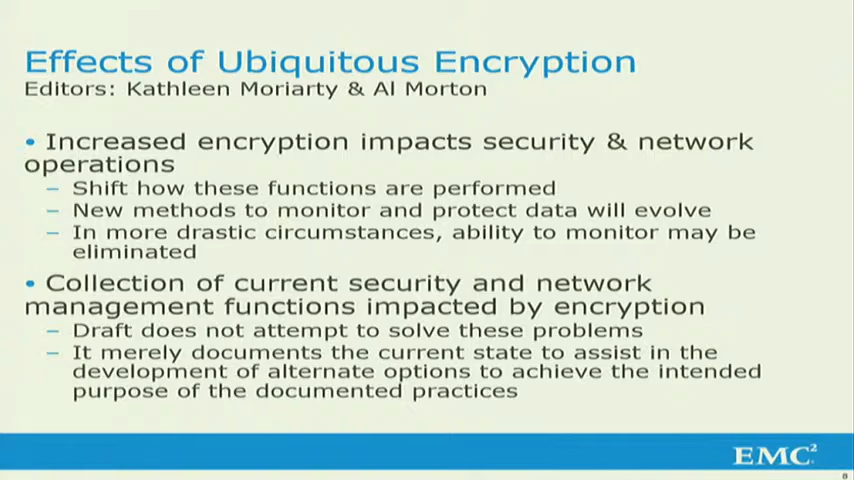 Effects of Ubiquitous Encryption
Editors: Kathleen Moriarty & Al Morton
• Increased encryption impacts security & network
operations
– Shift how these functions are performed
– New methods to monitor and protect data will evolve
– In more drastic circumstances, ability to monitor may be
eliminated
• Collection of current security and network
management functions impacted by encryption
– Draft does not attempt to solve these problems
– It merely documents the current state to assist in the
development of alternate options to achieve the intended
purpose of the documented practices
EMC²
8